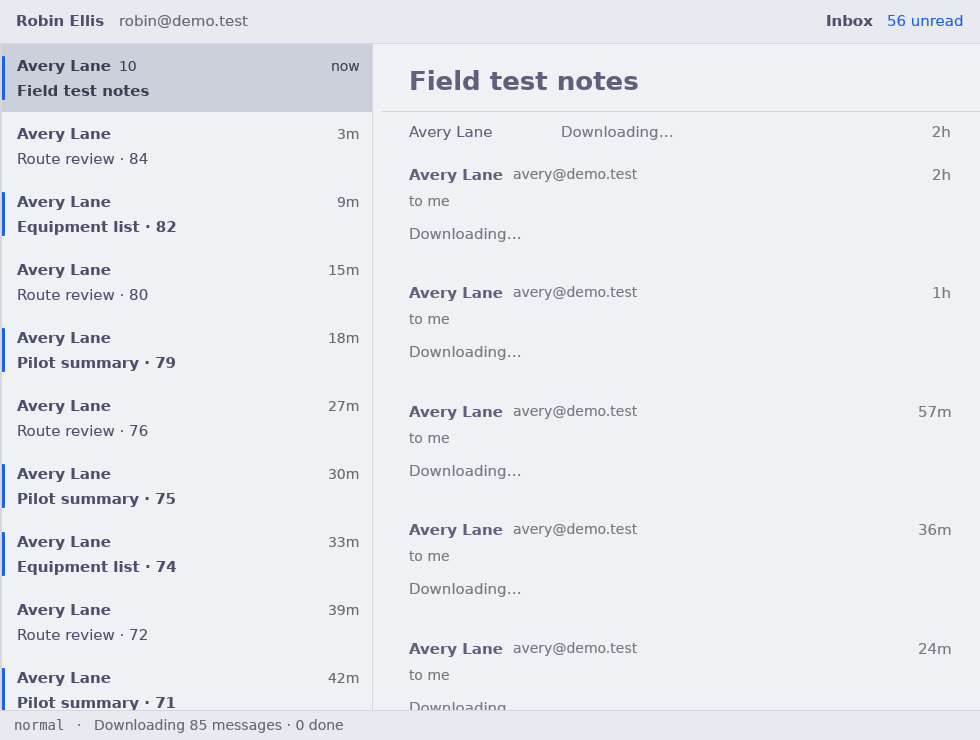 Robin Ellis robin@demo.test
Inbox 56 unread
Avery Lane 10 now
Field test notes
Avery Lane 3m
Route review · 84
Avery Lane 9m
Equipment list · 82
Avery Lane 15m
Route review · 80
Avery Lane 18m
Pilot summary · 79
Avery Lane 27m
Route review · 76
Avery Lane 30m
Pilot summary · 75
Avery Lane 33m
Equipment list · 74
Avery Lane 39m
Route review · 72
Avery Lane 42m
Pilot summary · 71
Field test notes
Avery Lane Downloading… 2h
Avery Lane avery@demo.test 2h
to me
Downloading…
Avery Lane avery@demo.test 1h
to me
Downloading…
Avery Lane avery@demo.test 57m
to me
Downloading…
Avery Lane avery@demo.test 36m
to me
Downloading…
Avery Lane avery@demo.test 24m
to me
Downloading…
normal · Downloading 85 messages · 0 done